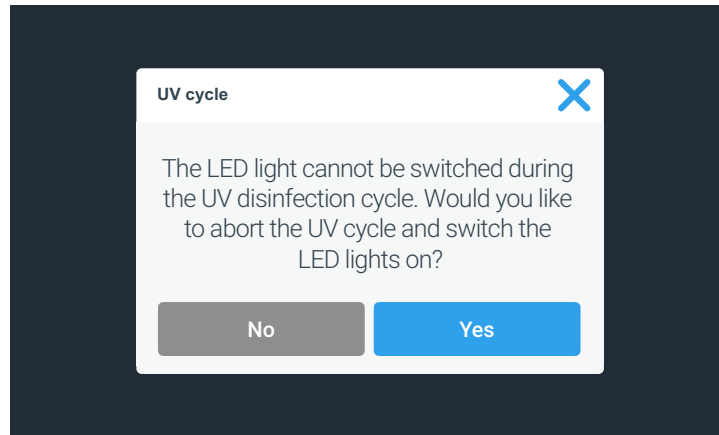 UV cycle
The LED light cannot be switched during
the UV disinfection cycle. Would you like
to abort the UV cycle and switch the
LED lights on?
No
Yes